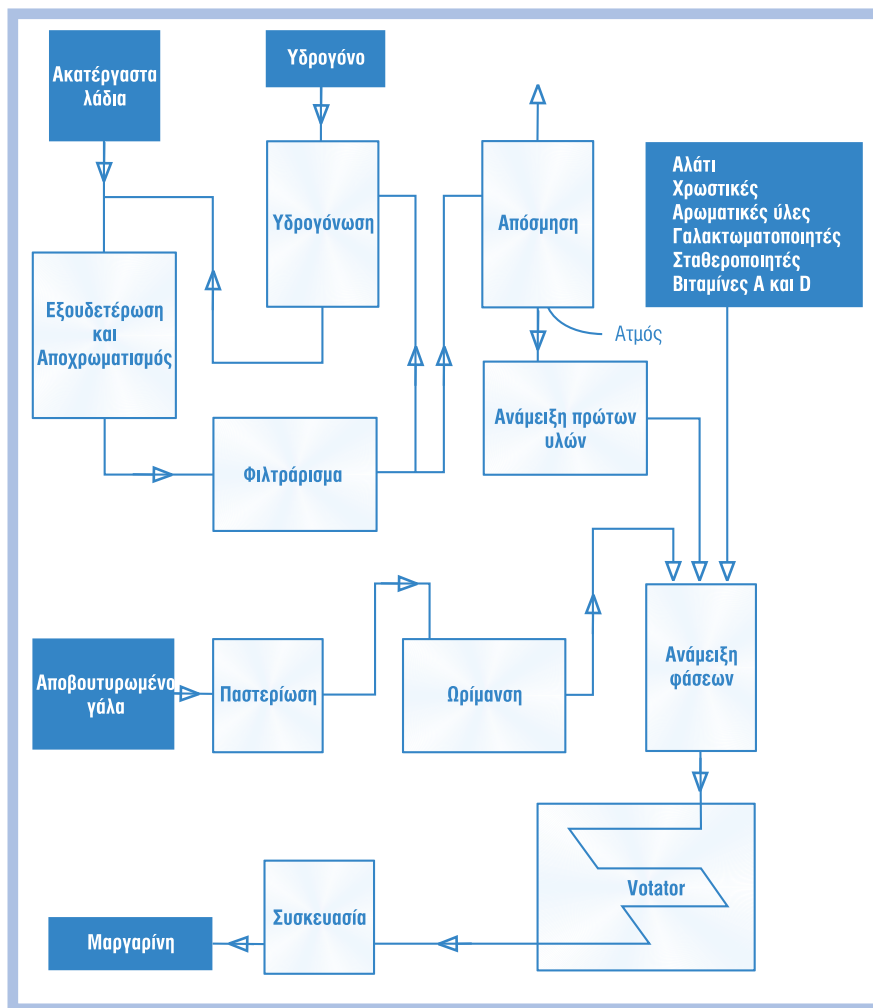 Ακατέργαστα
λάδια
Υδρογόνο
Υδρογόνωση
Απόσμηση
Αλάτι
Χρωστικές
Αρωματικές ύλες
Γαλακτωματοποιητές
Σταθεροποιητές
Βιταμίνες Α και D
Εξουδετέρωση
και
Αποχρωματισμός
Ατμός
Ανάμειξη πρώτων
υλών
Φιλτράρισμα
Αποβουτυρωμένο
γάλα
Παστερίωση
Ωρίμανση
Ανάμειξη
φάσεων
Votator
Συσκευασία
Μαργαρίνη